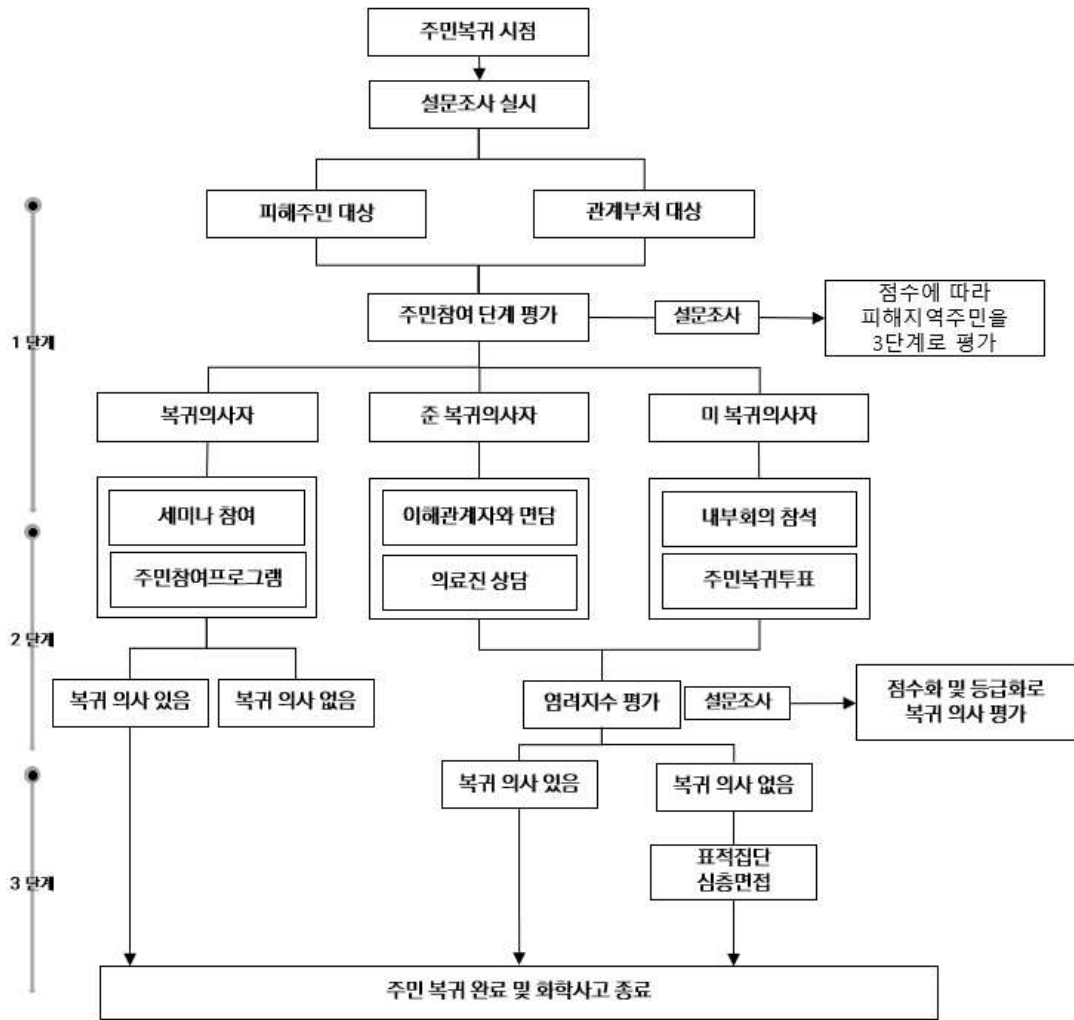 주민복귀 시점
설문조사 실시
피해주민 대상
관계부처 대상
주민참여 단계 평가
설문조사
점수에 따라
피해지역주민을
3단계로 평가
1 단계
복귀의사자
준 복귀의사자
미 복귀의사자
세미나 참여
이해관계자와 면담
내부회의 참석
주민참여프로그램
의료진 상담
주민복귀투표
2 단계
복귀 의사 있음
복귀 의사 없음
염려지수 평가
설문조사
점수화 및 등급화로
복귀 의사 평가
복귀 의사 있음
복귀 의사 없음
표적집단
심층면접
3 단계
주민 복귀 완료 및 화학사고 종료